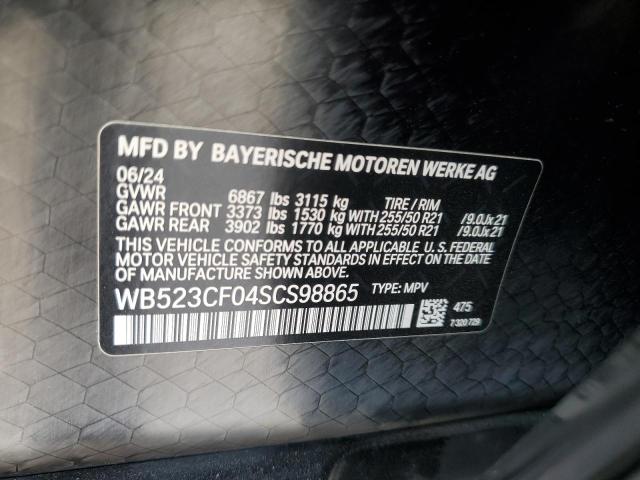 MFD BY BAYERISCHE MOTOREN WERKE AG
06/24
GVWR 6867 lbs 3115 kg TIRE / RIM
GAWR FRONT 3373 lbs 1530 kg WITH 255/50 R21 /9.0Jx21
GAWR REAR 3902 lbs 1770 kg WITH 255/50 R21 /9.0Jx21
THIS VEHICLE CONFORMS TO ALL APPLICABLE U.S. FEDERAL
MOTOR VEHICLE SAFETY STANDARDS IN EFFECT ON THE DATE
OF MANUFACTURE SHOWN ABOVE.
WB523CF04SCS98865 TYPE: MPV
475
7320729